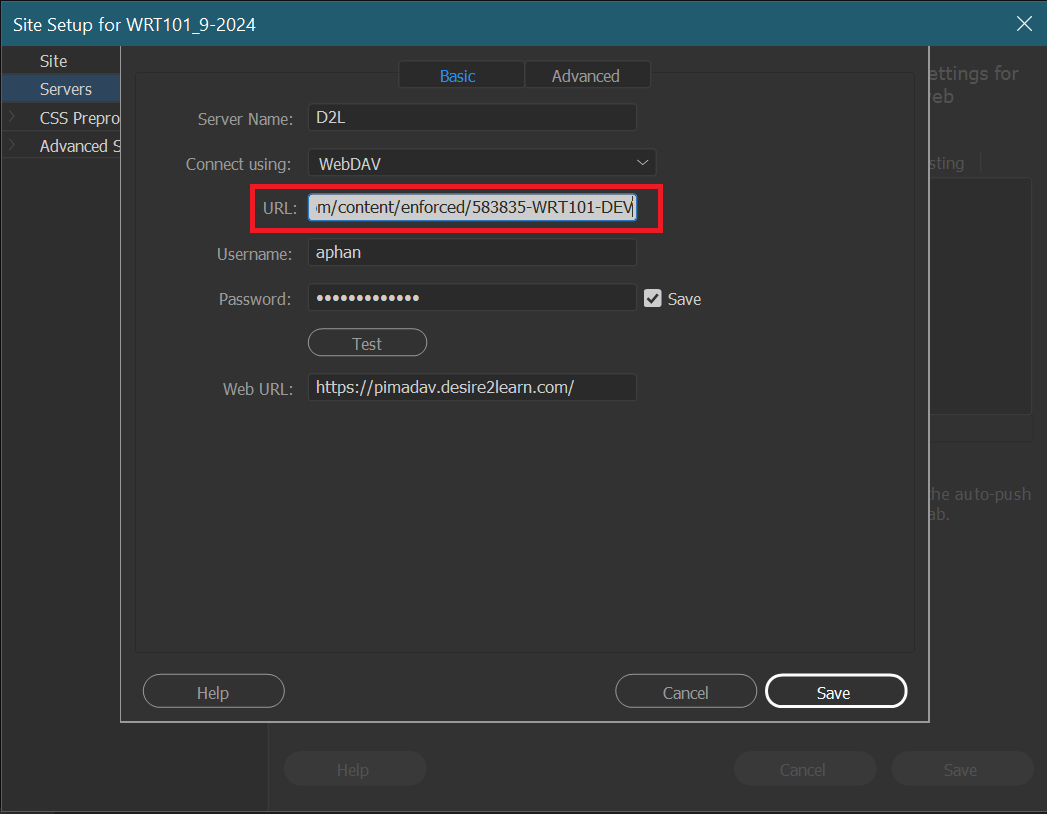 Site Setup for WRT101_9-2024
Site
Servers
CSS Prepro
Advanced S
Basic
Advanced
Server Name: D2L
Connect using: WebDAV
URL: om/content/enforced/583835-WRT101-DEV
Username: aphan
Password: •••••••••••••
Save
Test
Web URL: https://pimadav.desire2learn.com/
Help
Cancel
Save
ettings for
eb
sting
he auto-push
ab.
Help
Cancel
Save